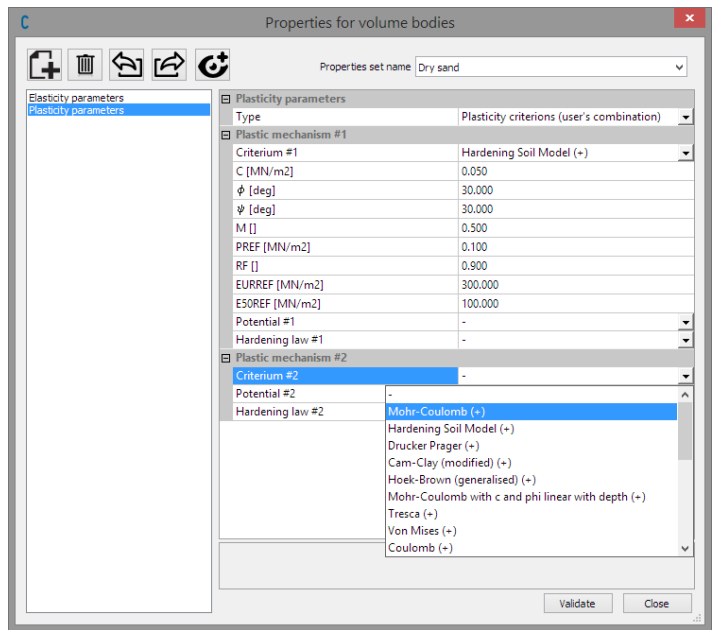 C Properties for volume bodies ×
Properties set name Dry sand
Elasticity parameters
Plasticity parameters
Plasticity parameters
Type Plasticity criterions (user's combination)
Plastic mechanism #1
Criterium #1 Hardening Soil Model (+)
C [MN/m2] 0.050
ϕ [deg] 30.000
ψ [deg] 30.000
M [] 0.500
PREF [MN/m2] 0.100
RF [] 0.900
EURREF [MN/m2] 300.000
E50REF [MN/m2] 100.000
Potential #1 -
Hardening law #1 -
Plastic mechanism #2
Criterium #2 -
Potential #2
Hardening law #2
-
Mohr-Coulomb (+)
Hardening Soil Model (+)
Drucker Prager (+)
Cam-Clay (modified) (+)
Hoek-Brown (generalised) (+)
Mohr-Coulomb with c and phi linear with depth (+)
Tresca (+)
Von Mises (+)
Coulomb (+)
Validate Close